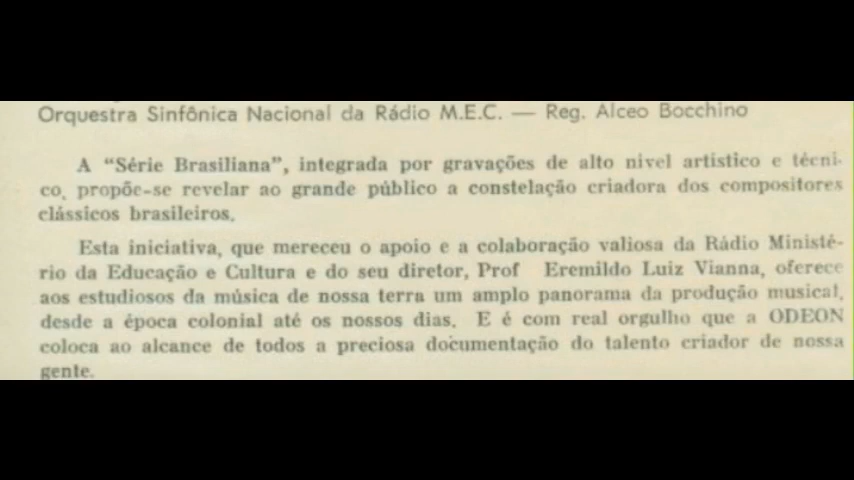 Orquestra Sinfônica Nacional da Rádio M.E.C. — Reg. Alceo Bocchino
A "Série Brasiliana", integrada por gravações de alto nivel artistico e técni-
co, propõe-se revelar ao grande público a constelação criadora dos compositores
clássicos brasileiros.
Esta iniciativa, que mereceu o apoio e a colaboração valiosa da Rádio Ministé-
rio da Educação e Cultura e do seu diretor, Prof Eremildo Luiz Vianna, oferece
aos estudiosos da música de nossa terra um amplo panorama da produção musical,
desde a época colonial até os nossos dias. E é com real orgulho que a ODEON
coloca ao alcance de todos a preciosa documentação do talento criador de nossa
gente.